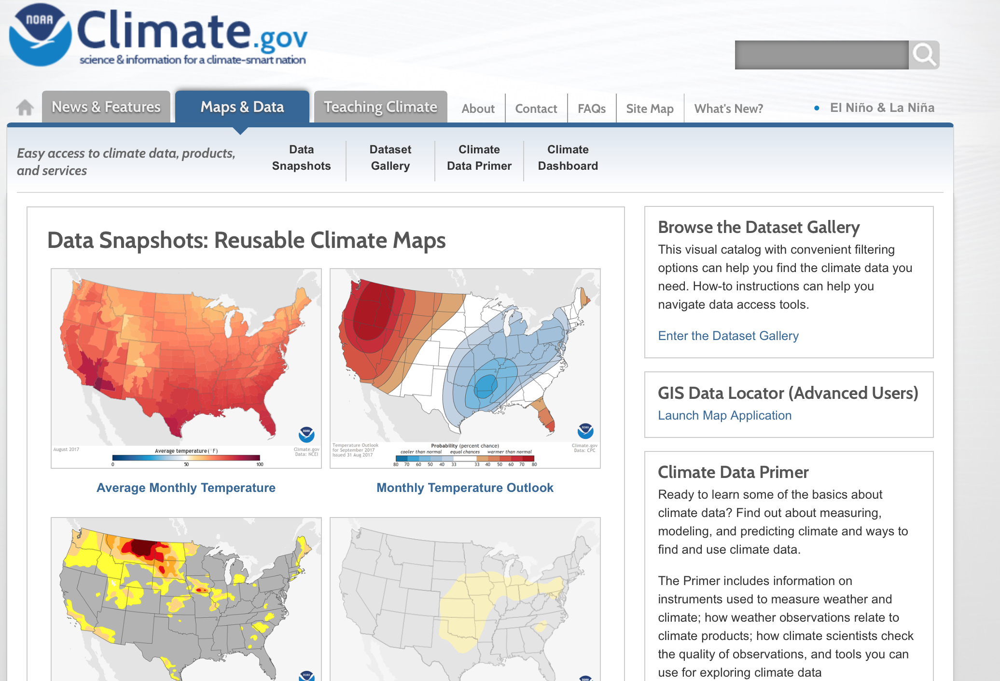 NOAA
Climate.gov
science & information for a climate-smart nation
News & Features
Maps & Data
Teaching Climate
About
Contact
FAQs
Site Map
What's New?
El Niño & La Niña
Easy access to climate data, products,
and services
Data
Snapshots
Dataset
Gallery
Climate
Data Primer
Climate
Dashboard
Data Snapshots: Reusable Climate Maps
NOAA
August 2017
Average temperature (°F)
0 50 100
Climate.gov
Data: NCEI
Average Monthly Temperature
NOAA
Temperature Outlook
for September 2017
Issued 31 Aug 2017
Probability (percent chance)
cooler than normal equal chances warmer than normal
80 70 60 50 40 33 33 40 50 60 70 80
Climate.gov
Data: CPC
Monthly Temperature Outlook
NOAA
NOAA
Browse the Dataset Gallery
This visual catalog with convenient filtering
options can help you find the climate data you
need. How-to instructions can help you
navigate data access tools.
Enter the Dataset Gallery
GIS Data Locator (Advanced Users)
Launch Map Application
Climate Data Primer
Ready to learn some of the basics about
climate data? Find out about measuring,
modeling, and predicting climate and ways to
find and use climate data.
The Primer includes information on
instruments used to measure weather and
climate; how weather observations relate to
climate products; how climate scientists check
the quality of observations, and tools you can
use for exploring climate data